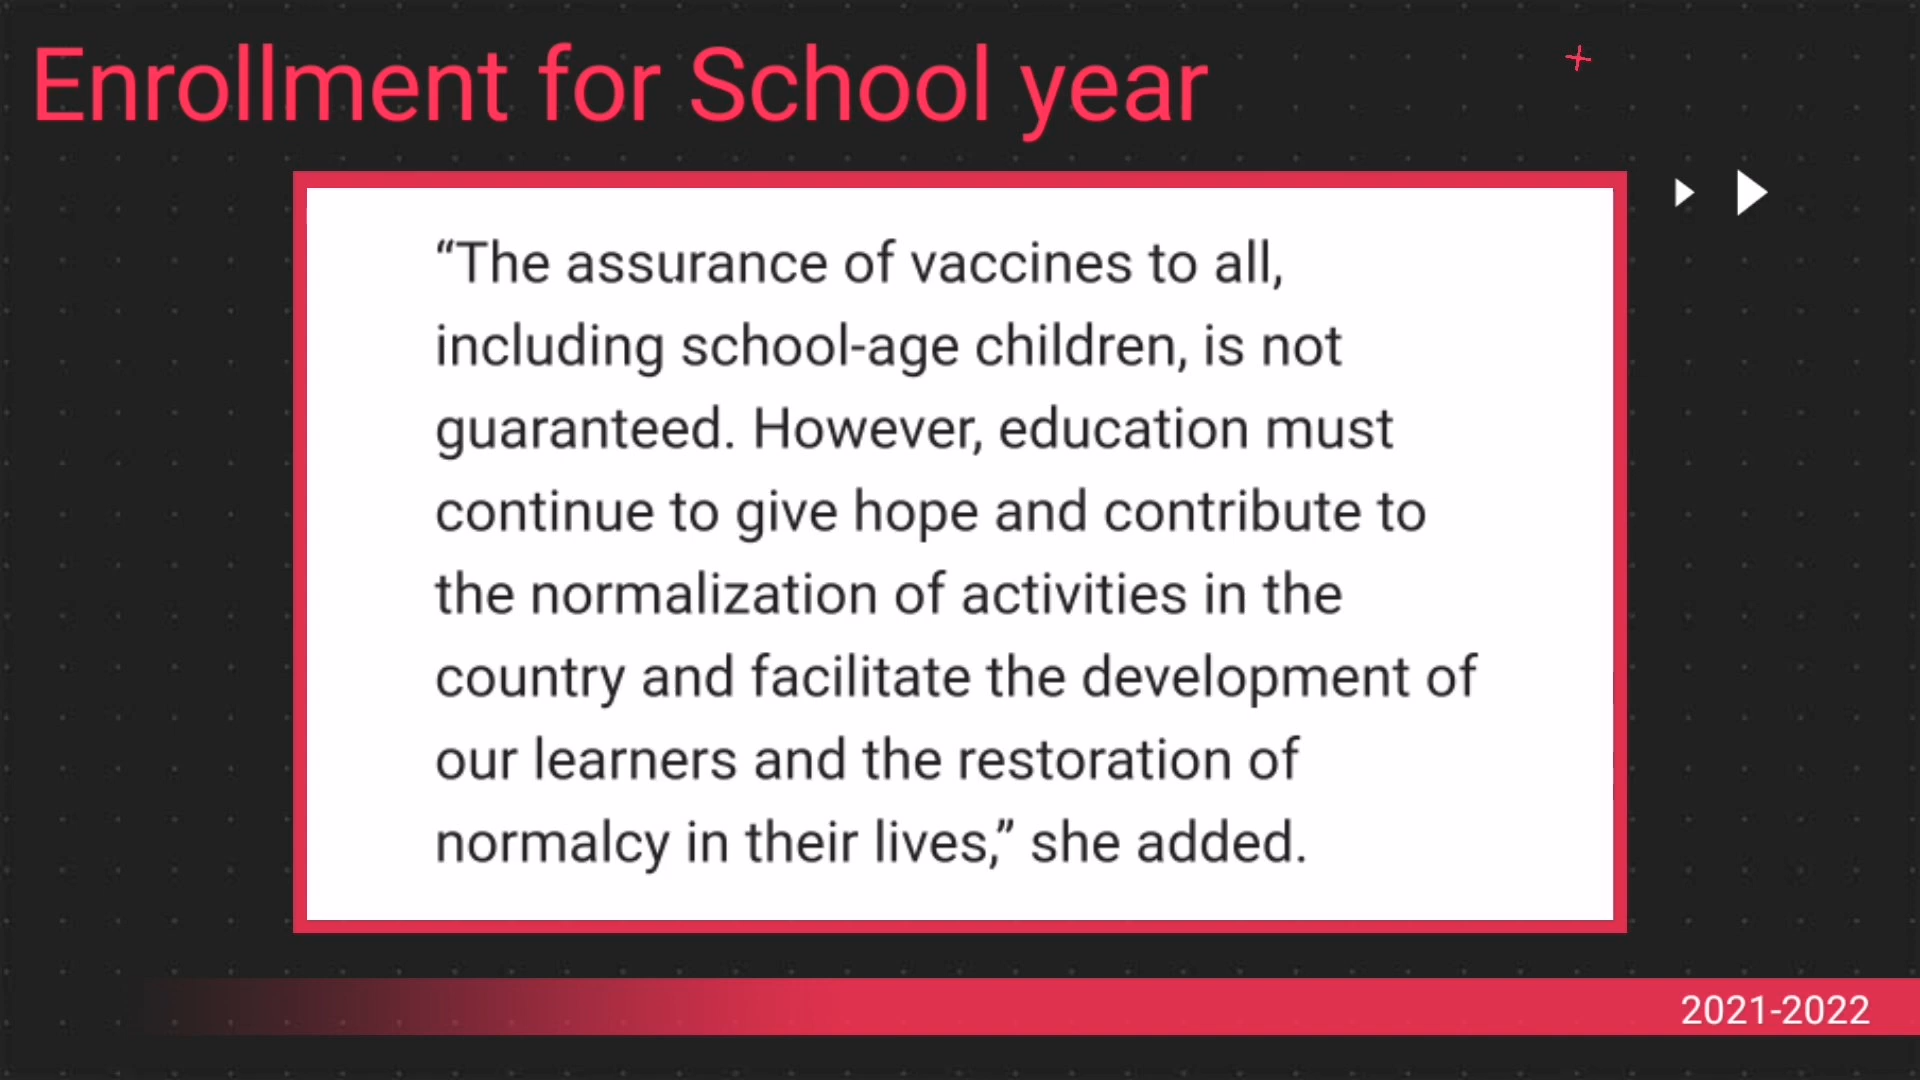 Enrollment for School year
“The assurance of vaccines to all,
including school-age children, is not
guaranteed. However, education must
continue to give hope and contribute to
the normalization of activities in the
country and facilitate the development of
our learners and the restoration of
normalcy in their lives,” she added.
2021-2022